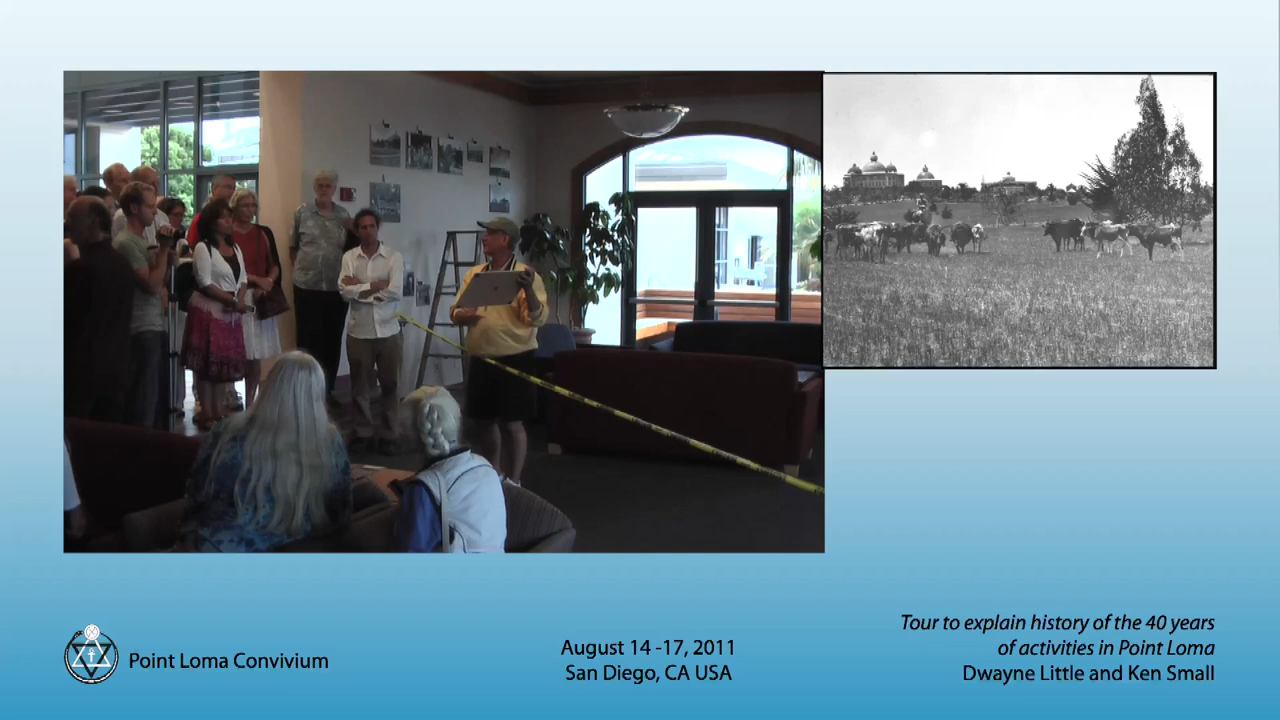 Point Loma Convivium
August 14 -17, 2011
San Diego, CA USA
Tour to explain history of the 40 years
of activities in Point Loma
Dwayne Little and Ken Small